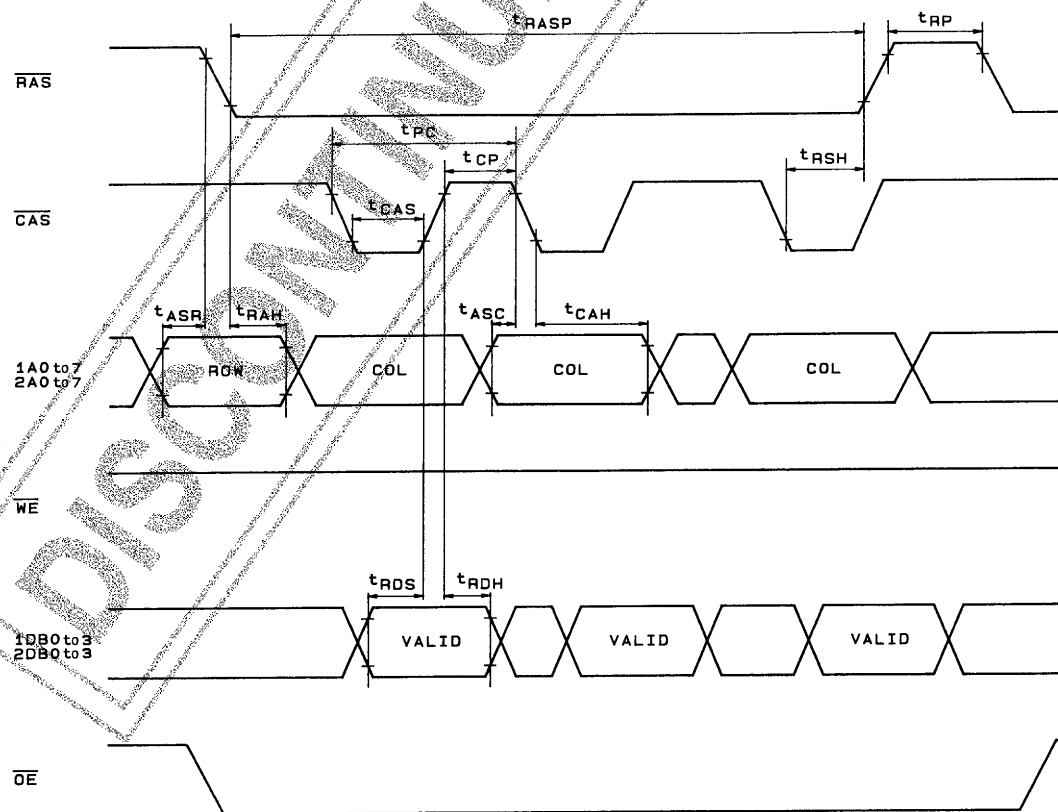 tRASP
tRP
RAS
tPC
tCP
tRSH
tCAS
CAS
tASR
tRAH
tASC
tCAH
1A0 to 7
2A0 to 7
ROW
COL
COL
COL
WE
tRDS
tRDH
1DB0 to 3
2DB0 to 3
VALID
VALID
VALID
OE
DISCONTINU